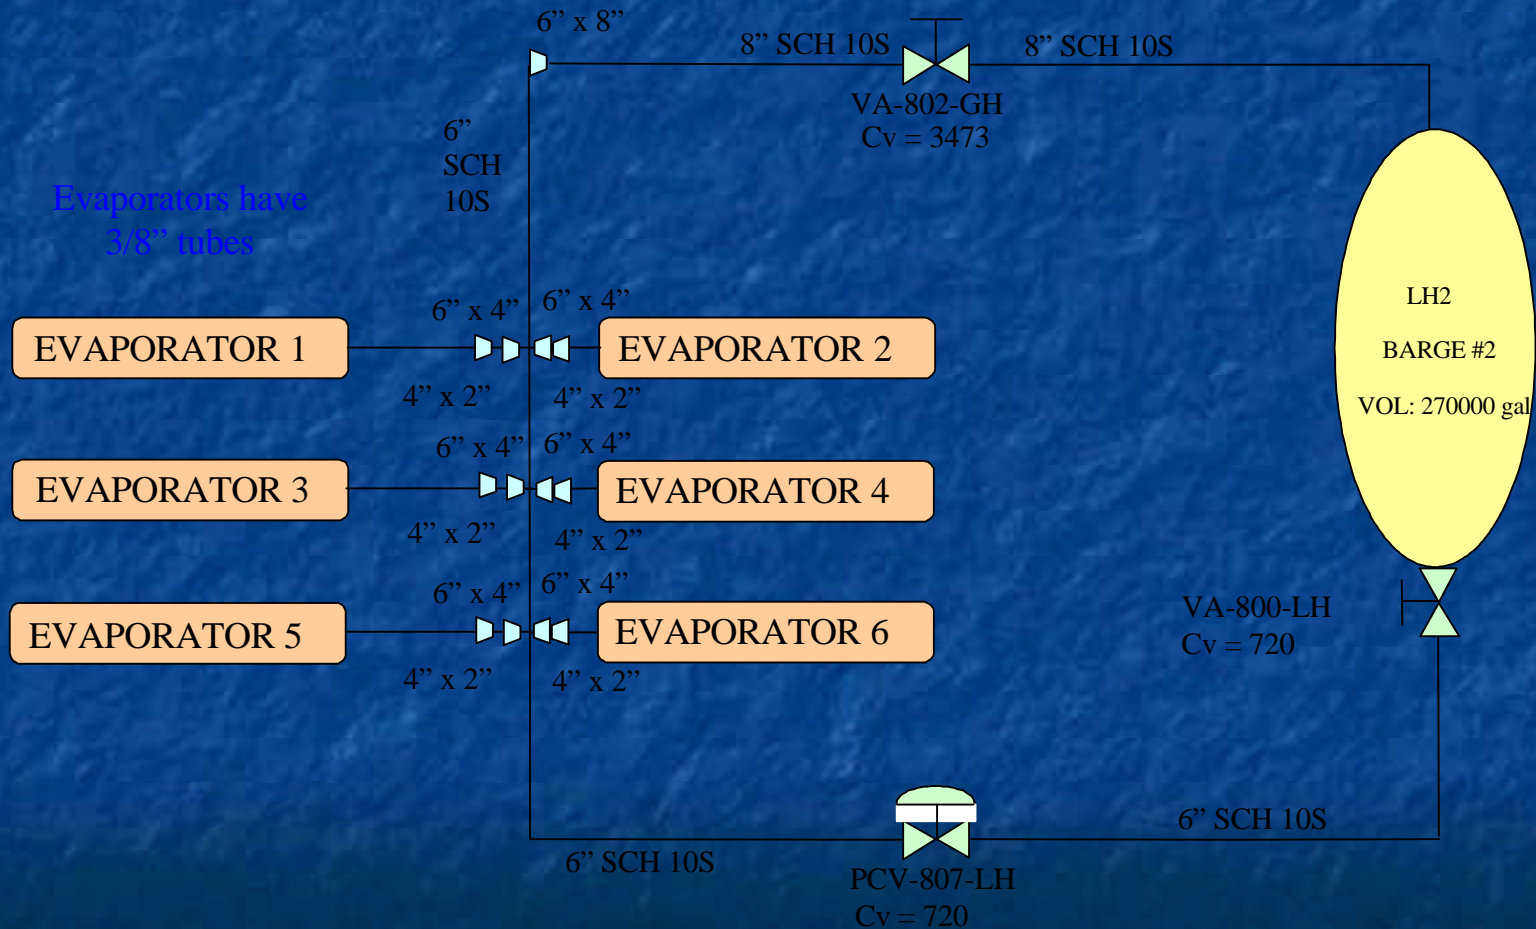 6” x 8”
8” SCH 10S
8” SCH 10S
VA-802-GH
Cv = 3473
6”
SCH
10S
Evaporators have
3/8” tubes
6” x 4”
6” x 4”
EVAPORATOR 1
EVAPORATOR 2
4” x 2”
4” x 2”
6” x 4”
6” x 4”
EVAPORATOR 3
EVAPORATOR 4
4” x 2”
4” x 2”
6” x 4”
6” x 4”
EVAPORATOR 5
EVAPORATOR 6
4” x 2”
4” x 2”
LH2
BARGE #2
VOL: 270000 gal
VA-800-LH
Cv = 720
6” SCH 10S
6” SCH 10S
PCV-807-LH
Cv = 720